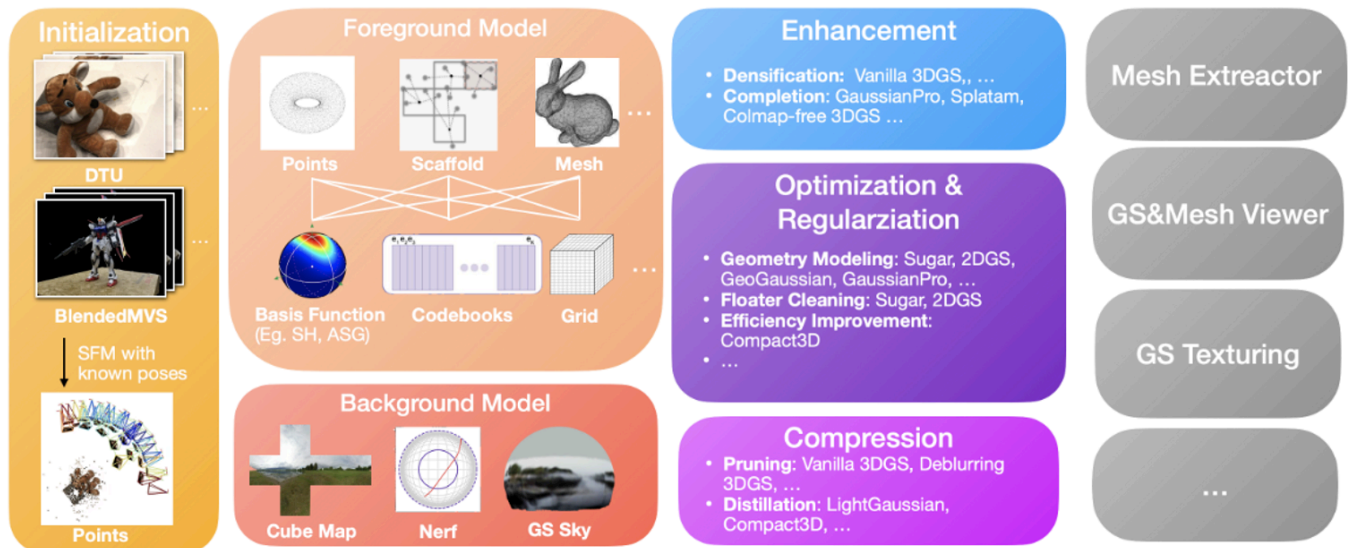 Initialization
...
DTU
...
BlendedMVS
SFM with
known poses
Points
Foreground Model
...
Points
Scaffold
Mesh
...
Basis Function
(Eg. SH, ASG)
Codebooks
Grid
Background Model
Cube Map
Nerf
GS Sky
Enhancement
• Densification: Vanilla 3DGS,, ...
• Completion: GaussianPro, Splatam,
Colmap-free 3DGS ...
Optimization &
Regularziation
• Geometry Modeling: Sugar, 2DGS,
GeoGaussian, GaussianPro, ...
• Floater Cleaning: Sugar, 2DGS
• Efficiency Improvement:
Compact3D
• ...
Compression
• Pruning: Vanilla 3DGS, Deblurring
3DGS, ...
• Distillation: LightGaussian,
Compact3D, ...
Mesh Extreactor
GS&Mesh Viewer
GS Texturing
...